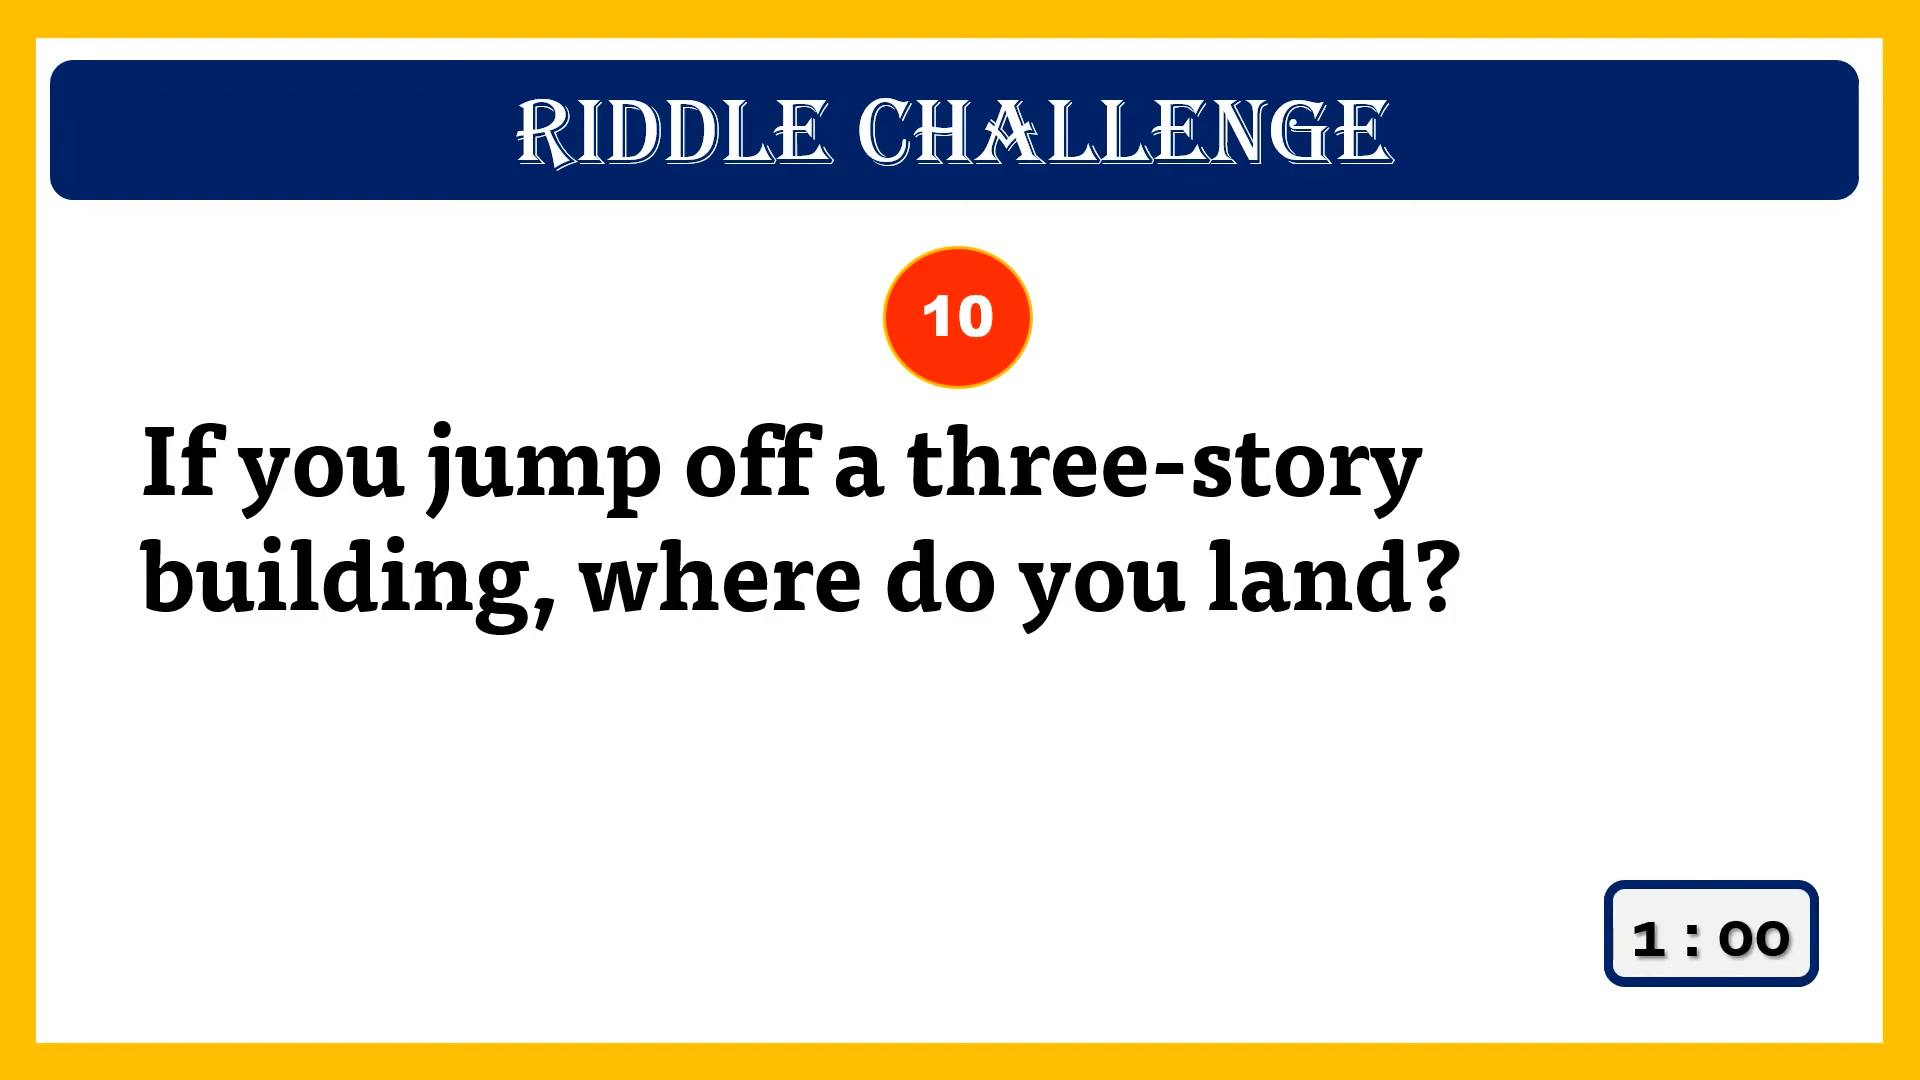 RIDDLE CHALLENGE
10
If you jump off a three-story
building, where do you land?
1 : 00